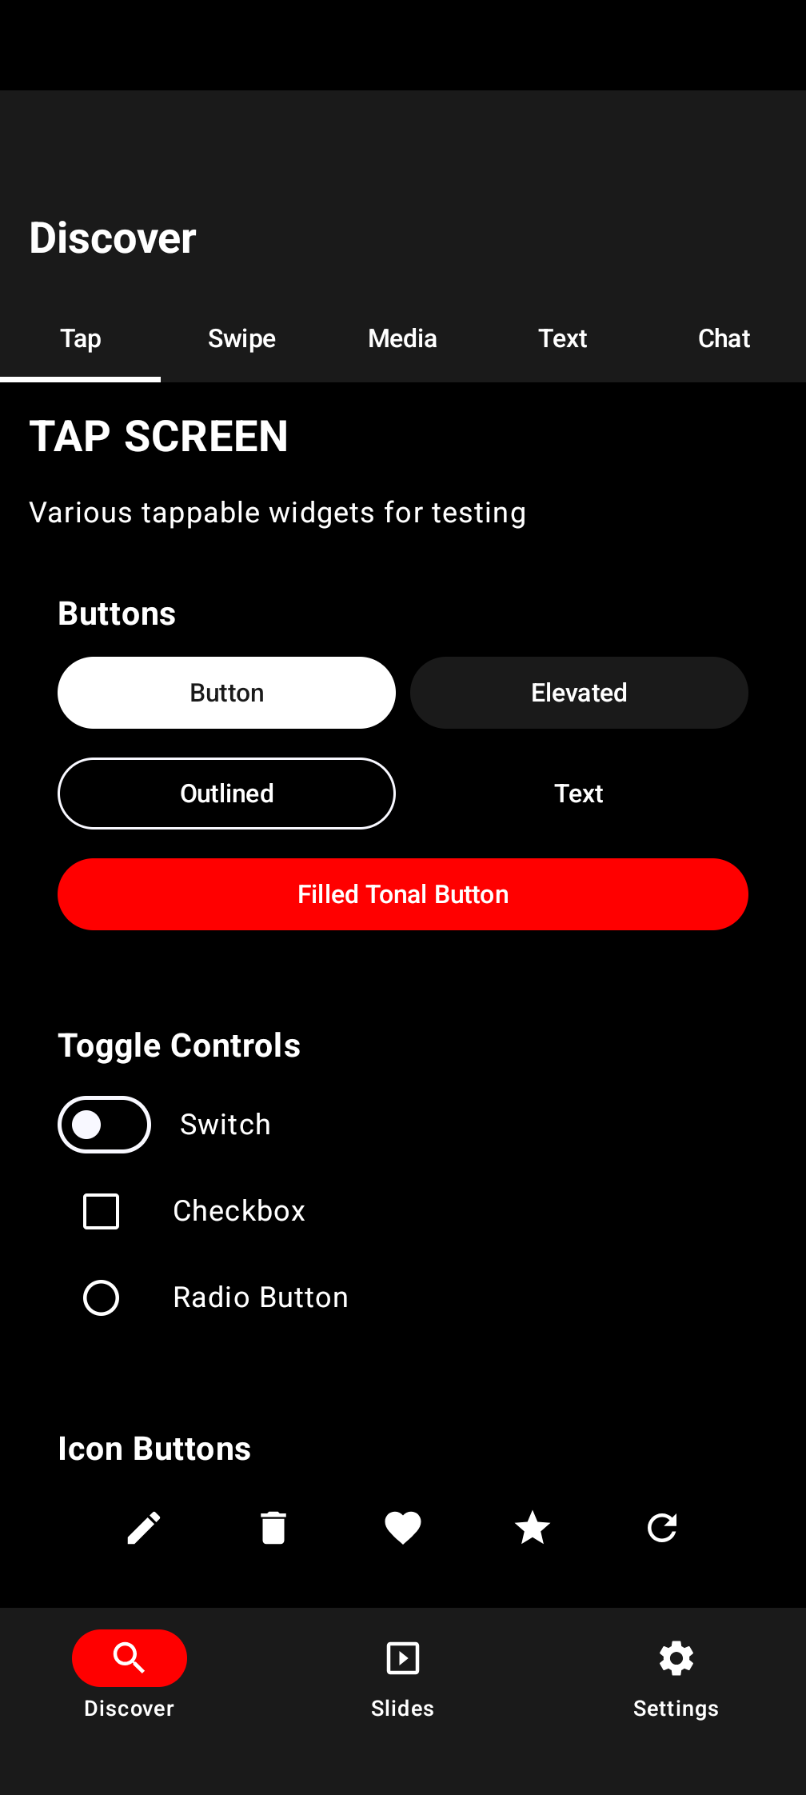 Discover
Tap
Swipe
Media
Text
Chat
TAP SCREEN
Various tappable widgets for testing
Buttons
Button
Elevated
Outlined
Text
Filled Tonal Button
Toggle Controls
Switch
Checkbox
Radio Button
Icon Buttons
Discover
Slides
Settings